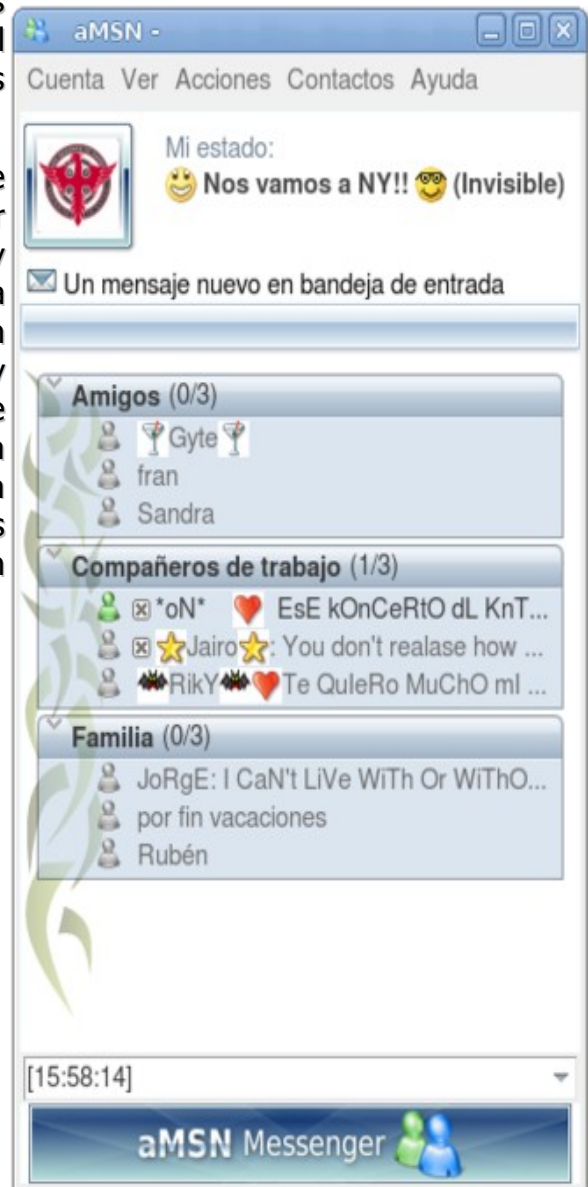 aMSN -
Cuenta Ver Acciones Contactos Ayuda
Mi estado:
Nos vamos a NY!! (Invisible)
Un mensaje nuevo en bandeja de entrada
Amigos (0/3)
Gyte
fran
Sandra
Compañeros de trabajo (1/3)
*oN* EsE kOnCeRtO dL KnT...
Jairo: You don't realase how ...
RikY Te QuIeRo MuChO mI ...
Familia (0/3)
JoRgE: I CaN't LiVe WiTh Or WiThO...
por fin vacaciones
Rubén
[15:58:14]
aMSN Messenger